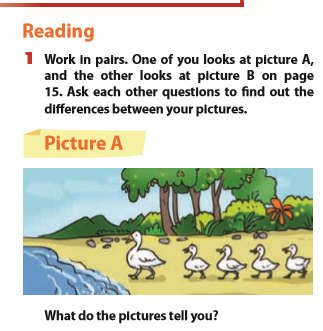 Reading
1 Work in pairs. One of you looks at picture A,
and the other looks at picture B on page
15. Ask each other questions to find out the
differences between your pictures.
Picture A
What do the pictures tell you?